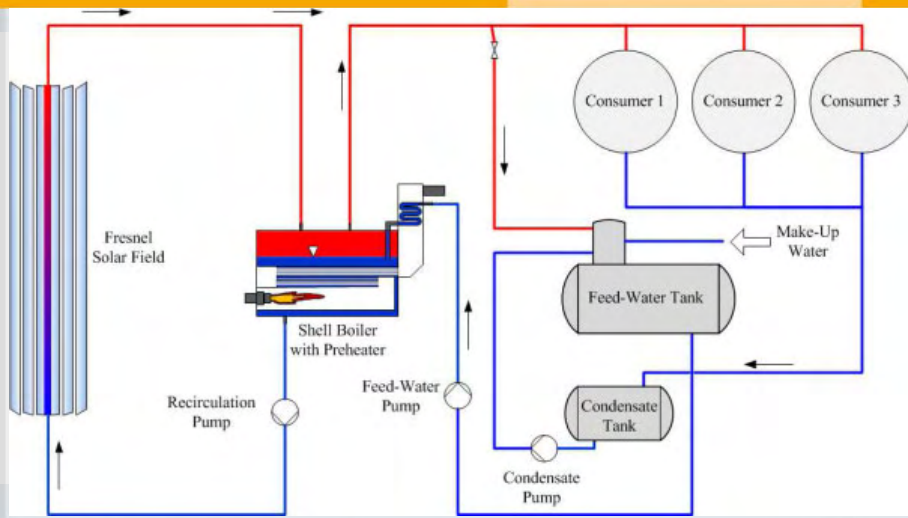 Consumer 1
Consumer 2
Consumer 3
Fresnel
Solar Field
Make-Up
Water
Feed-Water Tank
Shell Boiler
with Preheater
Recirculation
Pump
Feed-Water
Pump
Condensate
Tank
Condensate
Pump